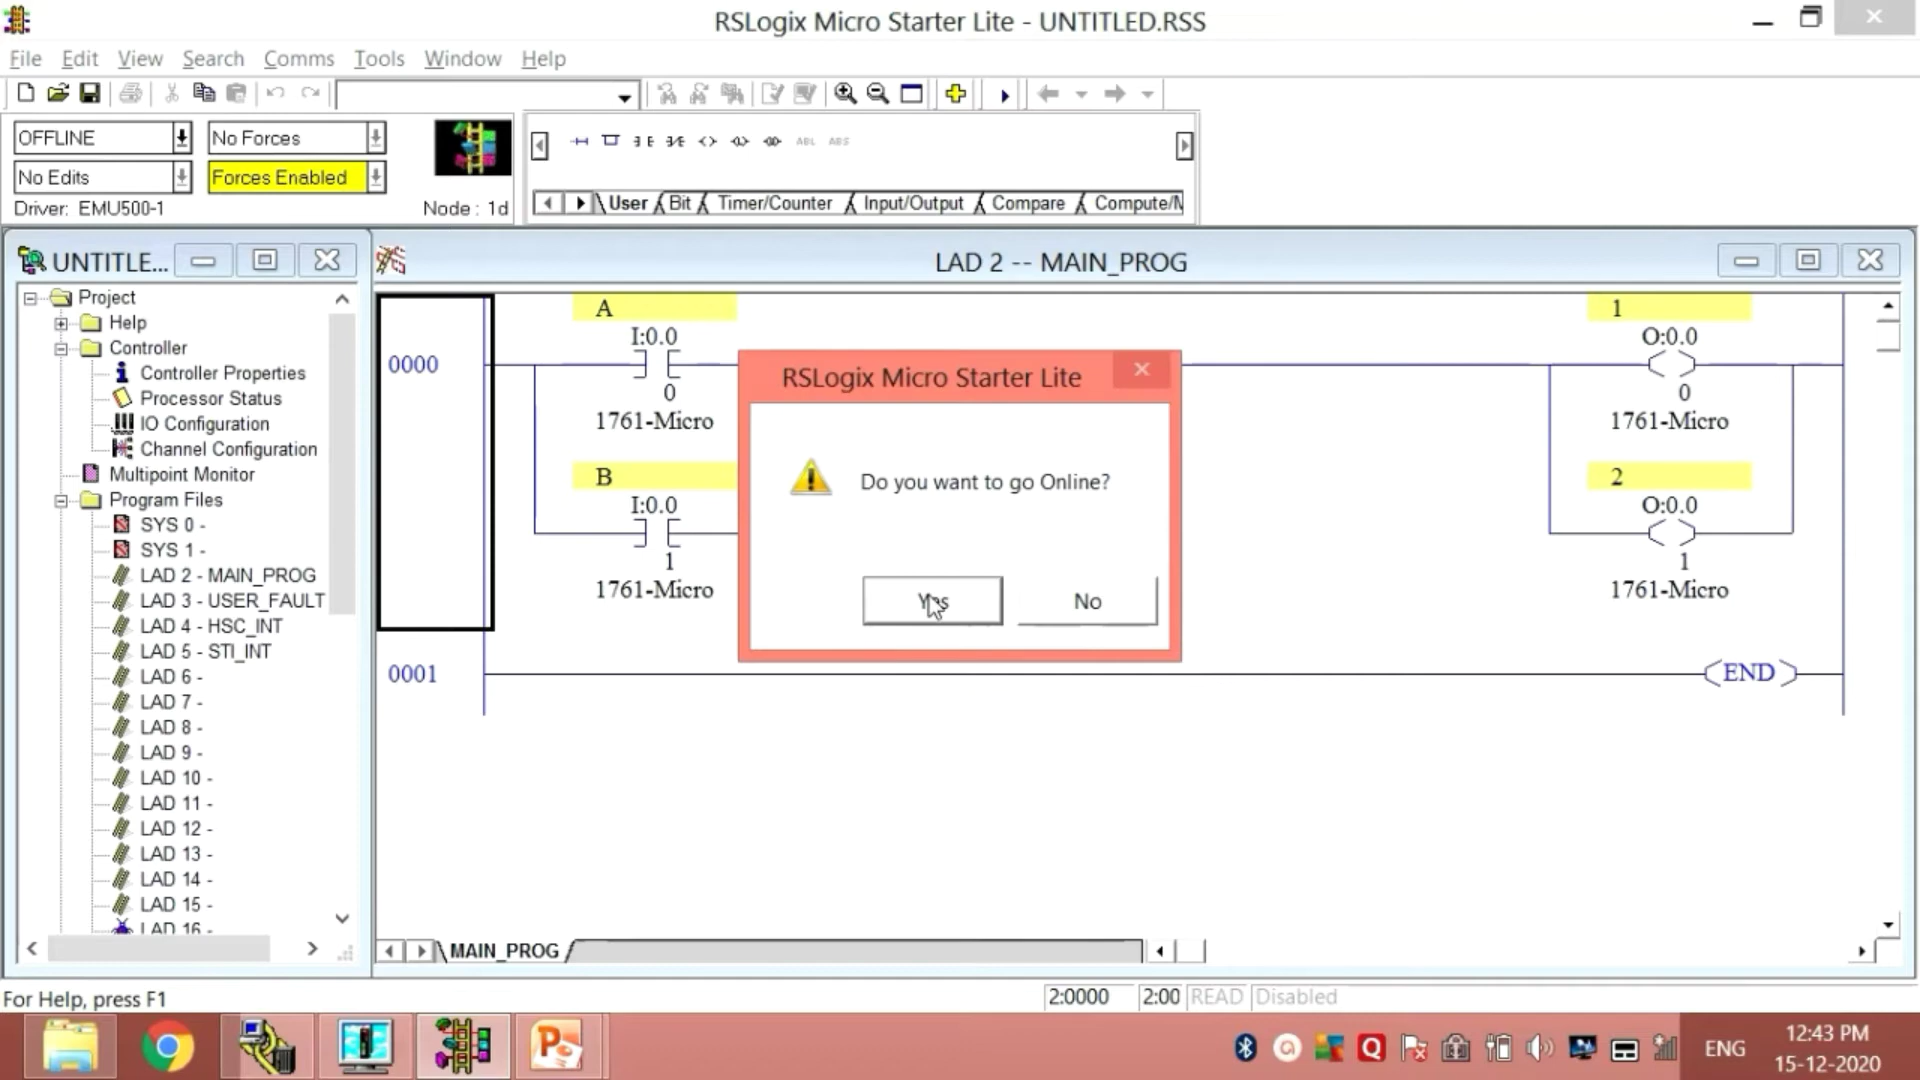 RSLogix Micro Starter Lite - UNTITLED.RSS
File Edit View Search Comms Tools Window Help
OFFLINE No Forces
No Edits Forces Enabled
Driver: EMU500-1 Node : 1d
ABL ABS
User Bit Timer/Counter Input/Output Compare
UNTITLE...
LAD 2 -- MAIN_PROG
Project
Help
Controller
Controller Properties
Processor Status
IO Configuration
Channel Configuration
Multipoint Monitor
Program Files
SYS 0 -
SYS 1 -
LAD 2 - MAIN_PROG
LAD 3 - USER_FAULT
LAD 4 - HSC_INT
LAD 5 - STI_INT
LAD 6 -
LAD 7 -
LAD 8 -
LAD 9 -
LAD 10 -
LAD 11 -
LAD 12 -
LAD 13 -
LAD 14 -
LAD 15 -
LAD 16 -
0000
A
I:0.0
0
1761-Micro
B
I:0.0
1
1761-Micro
1
O:0.0
0
1761-Micro
2
O:0.0
1
1761-Micro
0001
END
RSLogix Micro Starter Lite
Do you want to go Online?
Yes No
MAIN_PROG
For Help, press F1
2:0000 2:00 READ Disabled
ENG
12:43 PM
15-12-2020